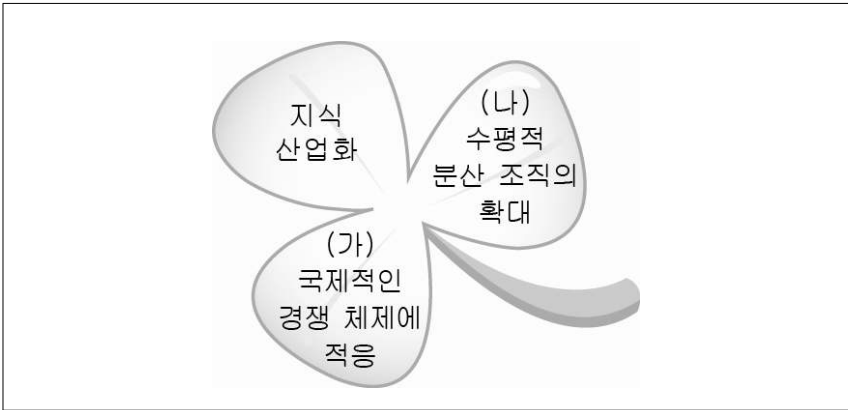 지식
산업화
(나)
수평적
분산 조직의
확대
(가)
국제적인
경쟁 체제에
적응